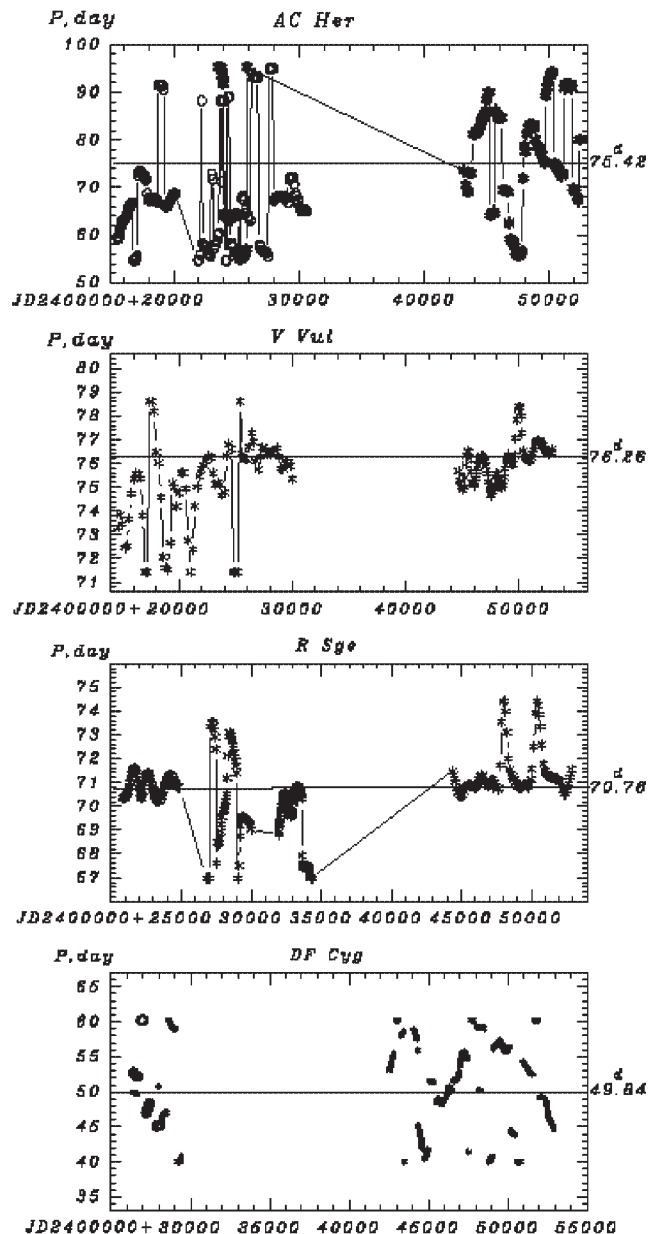 P,day AC Her
100
90
80
75.42 d
70
60
50
JD2400000+20000 30000 40000 50000
P,day V Vul
80
79
78
77
76
76.26 d
75
74
73
72
71
JD2400000+20000 30000 40000 50000
P,day R Sge
75
74
73
72
71
70.76 d
70
69
68
67
JD2400000+25000 30000 35000 40000 45000 50000
P,day DF Cyg
65
60
55
50
49.84 d
45
40
35
JD2400000+30000 35000 40000 45000 50000 55000